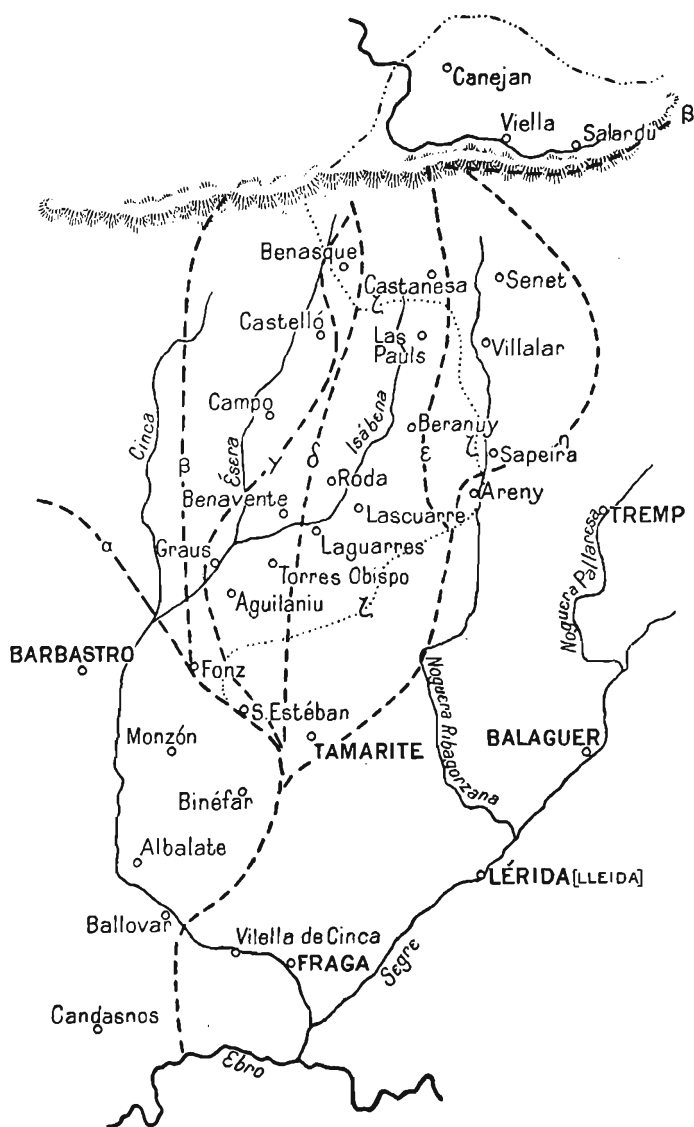 Canejan
β
Viella
Salardú
Benasque
Castanesa
Senet
ζ
Castelló
Las
Pauls
Villalar
Cinca
Campo
Isábena
Beranuy
Ésera
β
γ
δ
ε
ζ
η
Sapeira
Roda
Areny
Benavente
Lascuarre
TREMP
α
Graus
Laguarres
Noguera Pallaresa
Torres Obispo
Aguilaniu
ζ
BARBASTRO
Fonz
Noguera Ribagorzana
S. Estéban
Monzón
TAMARITE
BALAGUER
Binéfar
Albalate
LÉRIDA [LLEIDA]
Ballovar
Vilella de Cinca
FRAGA
Segre
Candasnos
Ebro